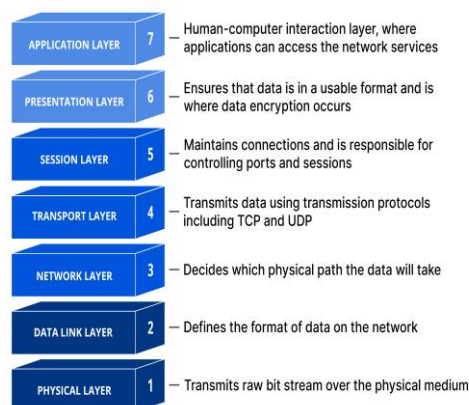 APPLICATION LAYER 7 Human-computer interaction layer, where
applications can access the network services
PRESENTATION LAYER 6 Ensures that data is in a usable format and is
where data encryption occurs
SESSION LAYER 5 Maintains connections and is responsible for
controlling ports and sessions
TRANSPORT LAYER 4 Transmits data using transmission protocols
including TCP and UDP
NETWORK LAYER 3 Decides which physical path the data will take
DATA LINK LAYER 2 Defines the format of data on the network
PHYSICAL LAYER 1 Transmits raw bit stream over the physical medium